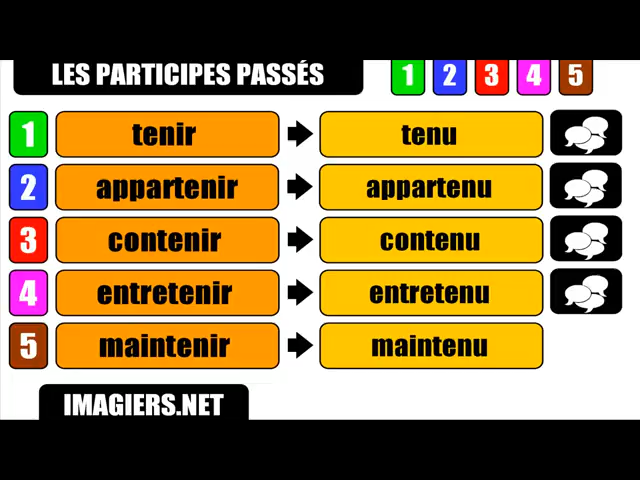 LES PARTICIPES PASSÉS 1 2 3 4 5
1 tenir tenu
2 appartenir appartenu
3 contenir contenu
4 entretenir entretenu
5 maintenir maintenu
IMAGIERS.NET